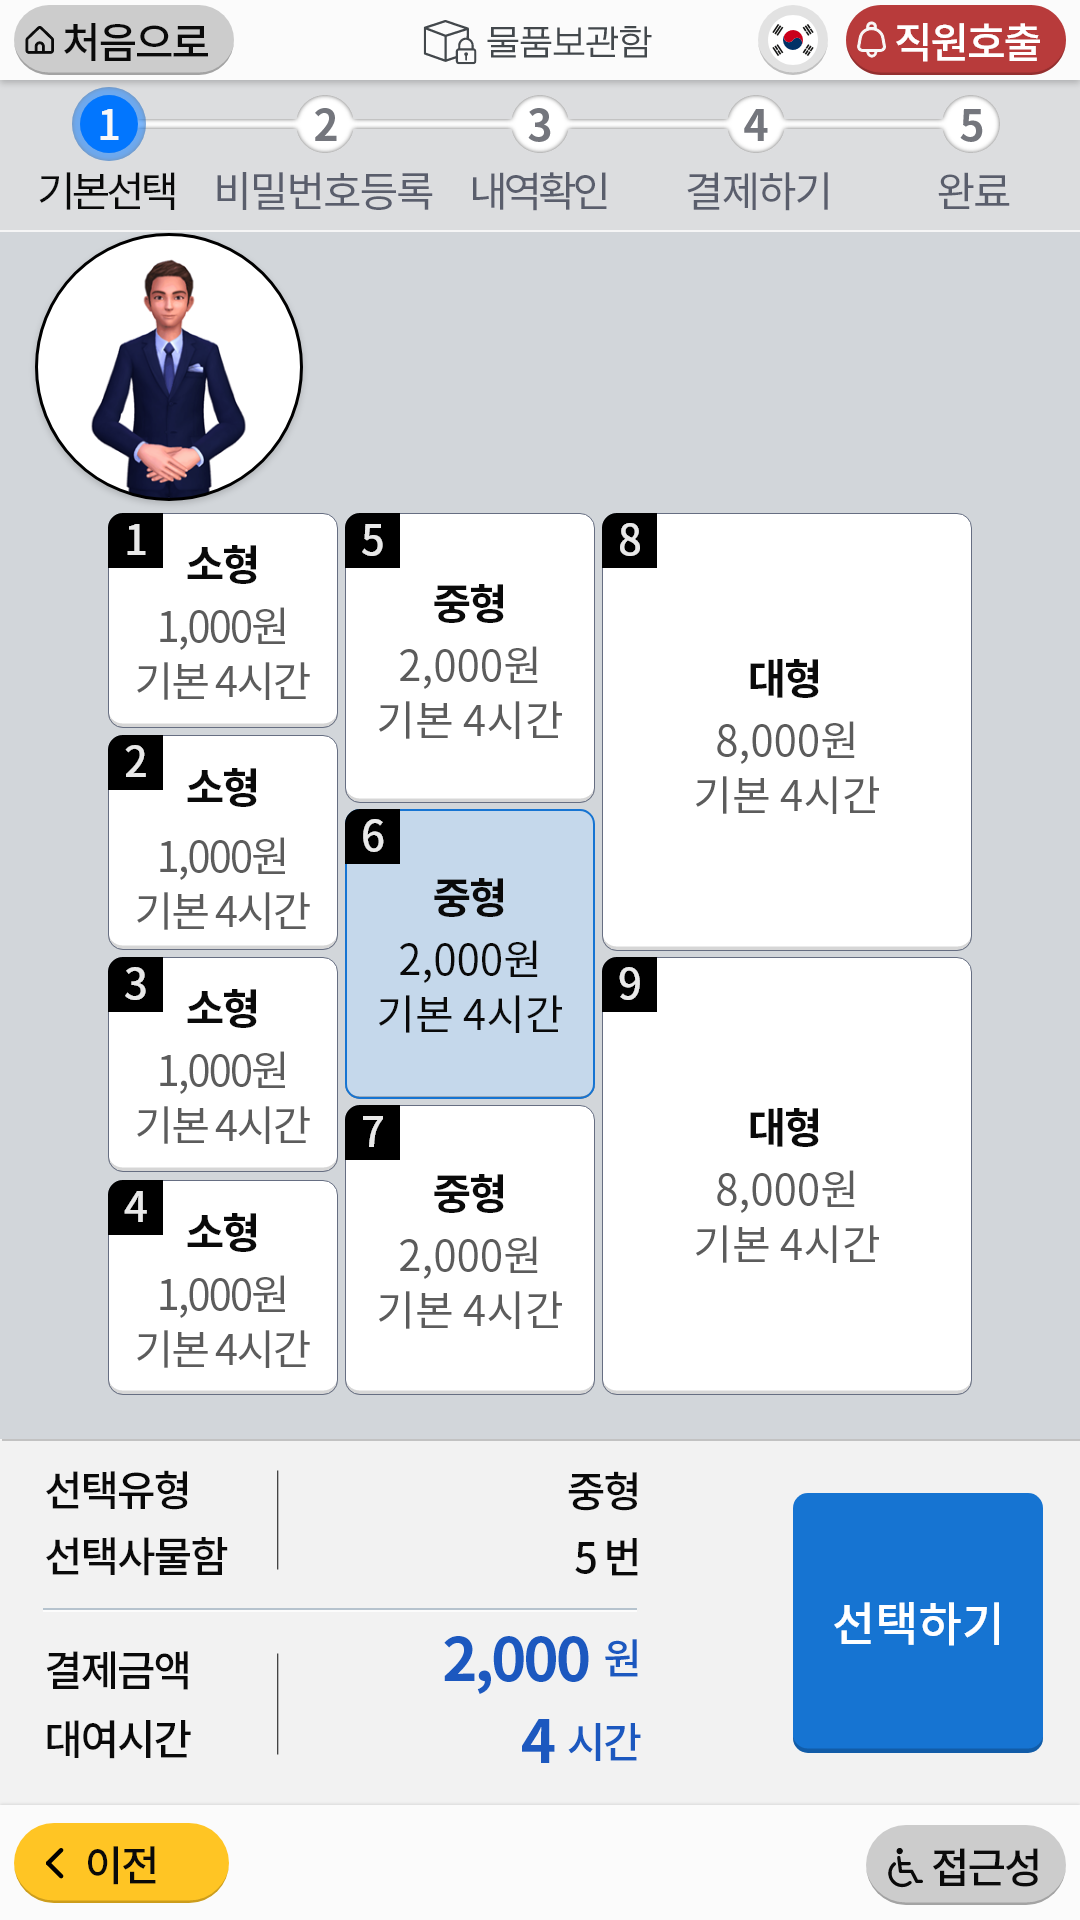 처음으로
물품보관함
직원호출
1
2
3
4
5
기본선택
비밀번호등록
내역확인
결제하기
완료
1
소형
1,000원
기본 4시간
2
소형
1,000원
기본 4시간
3
소형
1,000원
기본 4시간
4
소형
1,000원
기본 4시간
5
중형
2,000원
기본 4시간
6
중형
2,000원
기본 4시간
7
중형
2,000원
기본 4시간
8
대형
8,000원
기본 4시간
9
대형
8,000원
기본 4시간
선택유형 중형
선택사물함 5 번
결제금액 2,000 원
대여시간 4 시간
선택하기
이전
접근성